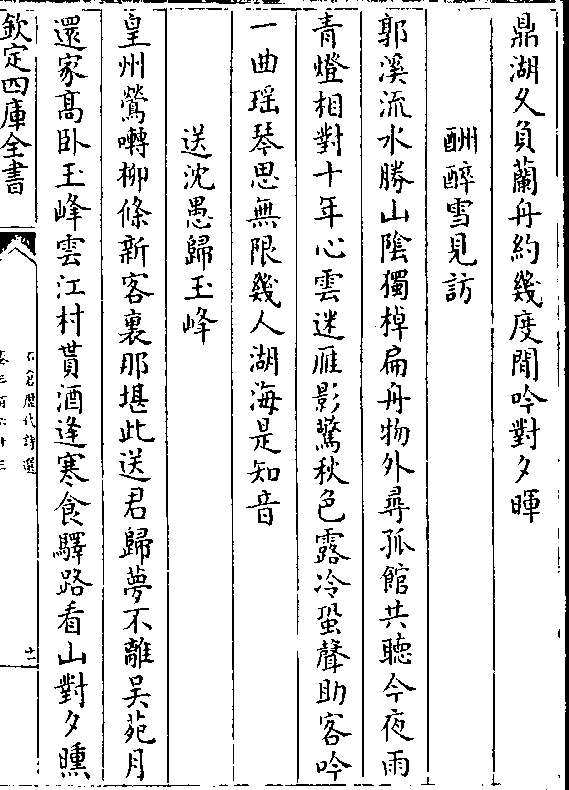 鼎湖久負蘭舟約幾度閒吟對夕暉
酬醉雪見訪
郭溪流水勝山陰獨棹扁舟物外尋孤館共聽今夜雨
青燈相對十年心雲迷雁影驚秋色露冷蛩聲助客吟
一曲瑶琴思無限幾人湖海是知音
送沈愚歸玉峰
皇州鶯囀柳條新客裏那堪此送君歸夢不離吴苑月
還家髙卧玉峰雲江村貰酒逢寒食驛路看山對夕曛
欽定四庫全書
石倉歴代詩選
卷三百六十三
十一